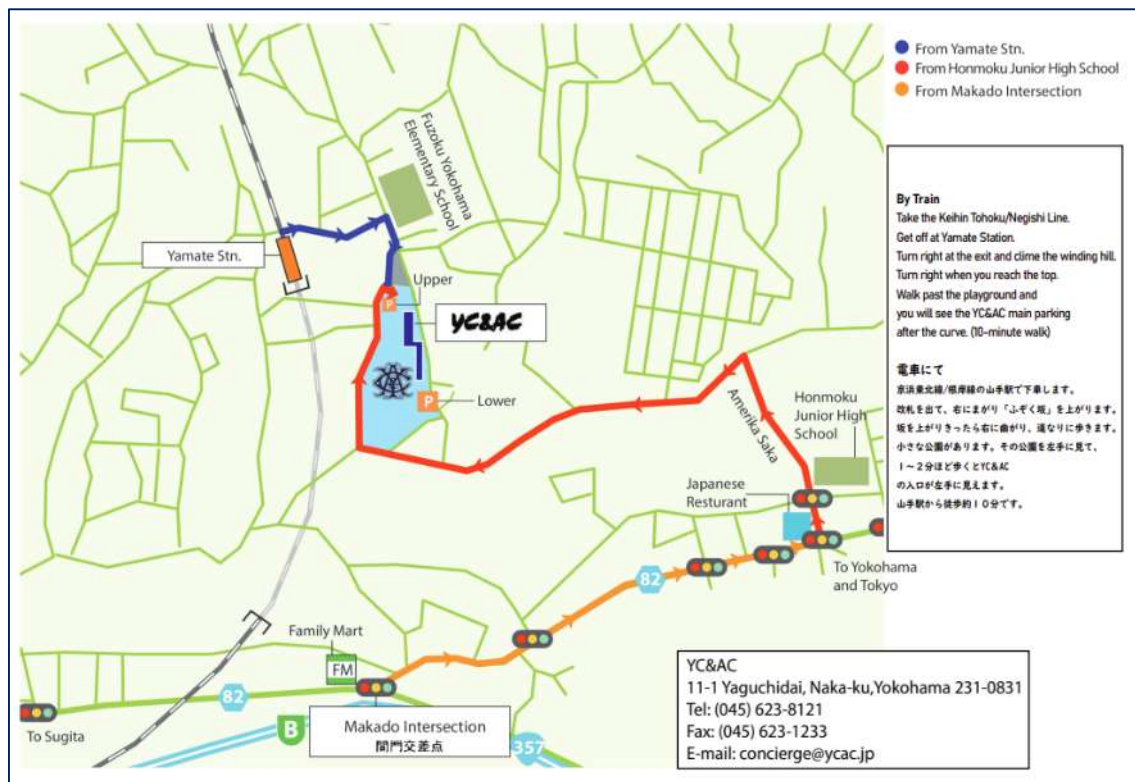 From Yamate Stn.
From Honmoku Junior High School
From Makado Intersection
Fuzoku Yokohama
Elementary School
Yamate Stn.
Upper
P
YC&AC
P
Lower
Amerika Saka
Honmoku
Junior High
School
Japanese
Resturant
To Yokohama
and Tokyo
82
Family Mart
FM
82
To Sugita
B
Makado Intersection
間門交差点
357
By Train
Take the Keihin Tohoku/Negishi Line.
Get off at Yamate Station.
Turn right at the exit and clime the winding hill.
Turn right when you reach the top.
Walk past the playground and
you will see the YC&AC main parking
after the curve. (10-minute walk)
電車にて
京浜東北線/根岸線の山手駅で下車します。
改札を出て、右にまがり「ふぞく坂」を上がります。
坂を上がりきったら右に曲がり、道なりに歩きます。
小さな公園があります。その公園を左手に見て、
1～2分ほど歩くとYC&AC
の入口が左手に見えます。
山手駅から徒歩約10分です。
YC&AC
11-1 Yaguchidai, Naka-ku,Yokohama 231-0831
Tel: (045) 623-8121
Fax: (045) 623-1233
E-mail: concierge@ycac.jp